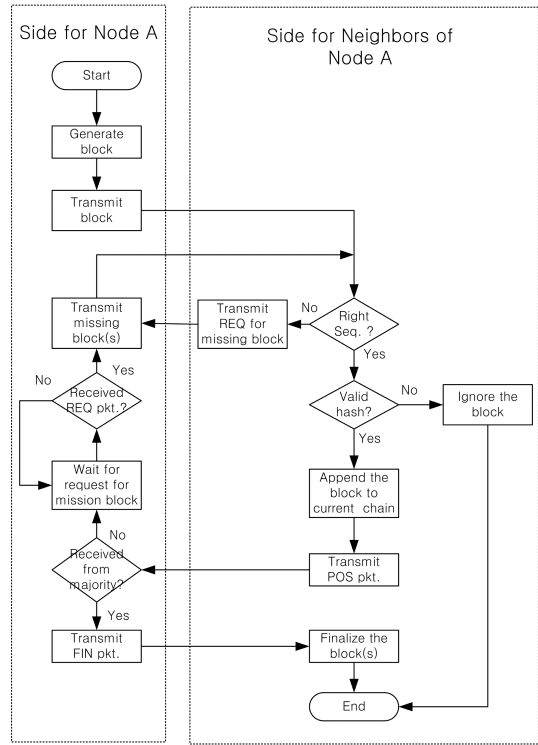 Side for Node A
Start
Generate
block
Transmit
block
Transmit
missing
block(s)
Yes
No
Received
REQ pkt.?
Wait for
request for
mission block
No
Received
from
majority?
Yes
Transmit
FIN pkt.
Side for Neighbors of
Node A
Transmit
REQ for
missing block
No
Right
Seq. ?
Yes
Valid
hash?
No
Ignore the
block
Yes
Append the
block to
current chain
Transmit
POS pkt.
Finalize the
block(s)
End